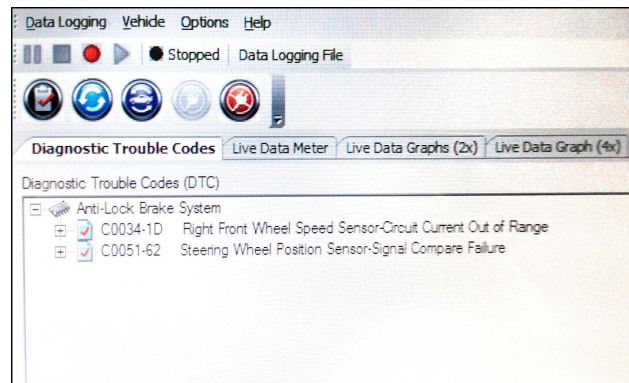 Data Logging Vehicle Options Help
Stopped Data Logging File
Diagnostic Trouble Codes Live Data Meter Live Data Graphs (2x) Live Data Graph (4x)
Diagnostic Trouble Codes (DTC)
Anti-Lock Brake System
C0034-1D Right Front Wheel Speed Sensor-Circuit Current Out of Range
C0051-62 Steering Wheel Position Sensor-Signal Compare Failure